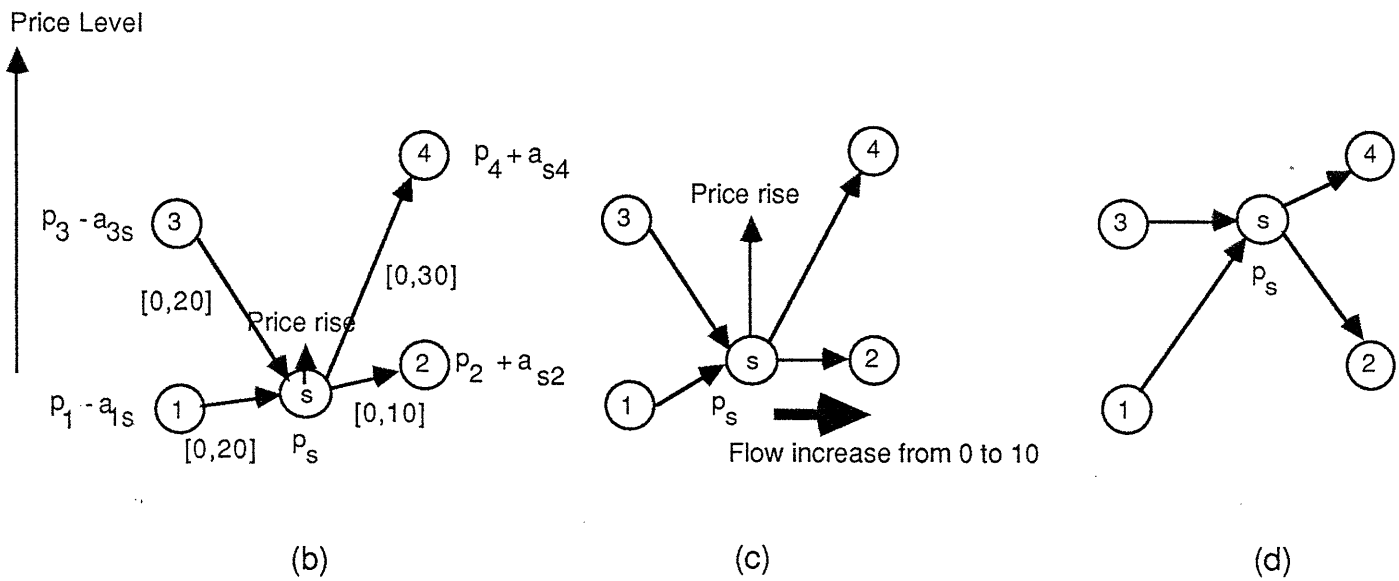 Price Level
4
p4 + as4
3
p3 - a3s
[0,20]
[0,30]
Price rise
s
2
p2 + as2
1
p1 - a1s
[0,10]
[0,20]
ps
(b)
4
Price rise
3
s
2
1
ps
Flow increase from 0 to 10
(c)
4
3
s
ps
2
1
(d)